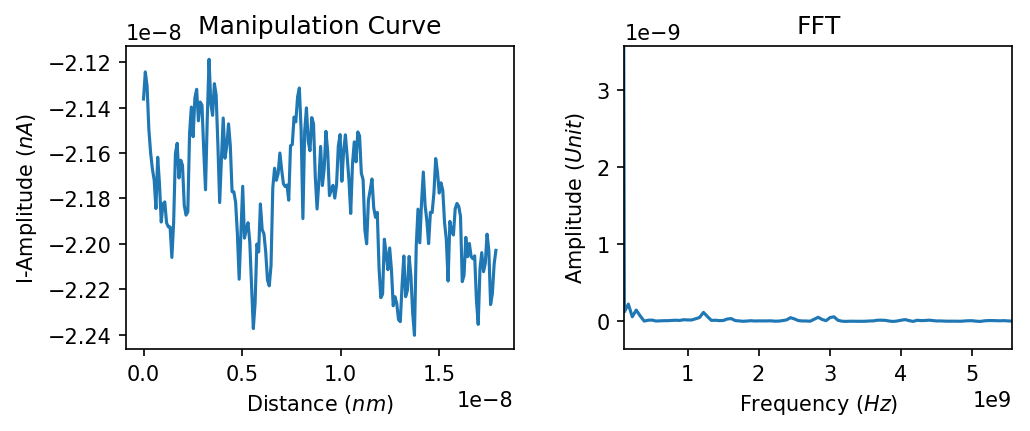 Manipulation Curve
1e−8
−2.12
−2.14
−2.16
−2.18
−2.20
−2.22
−2.24
I-Amplitude (nA)
0.0 0.5 1.0 1.5
1e−8
Distance (nm)
FFT
1e−9
3
2
1
0
Amplitude (Unit)
1 2 3 4 5
1e9
Frequency (Hz)